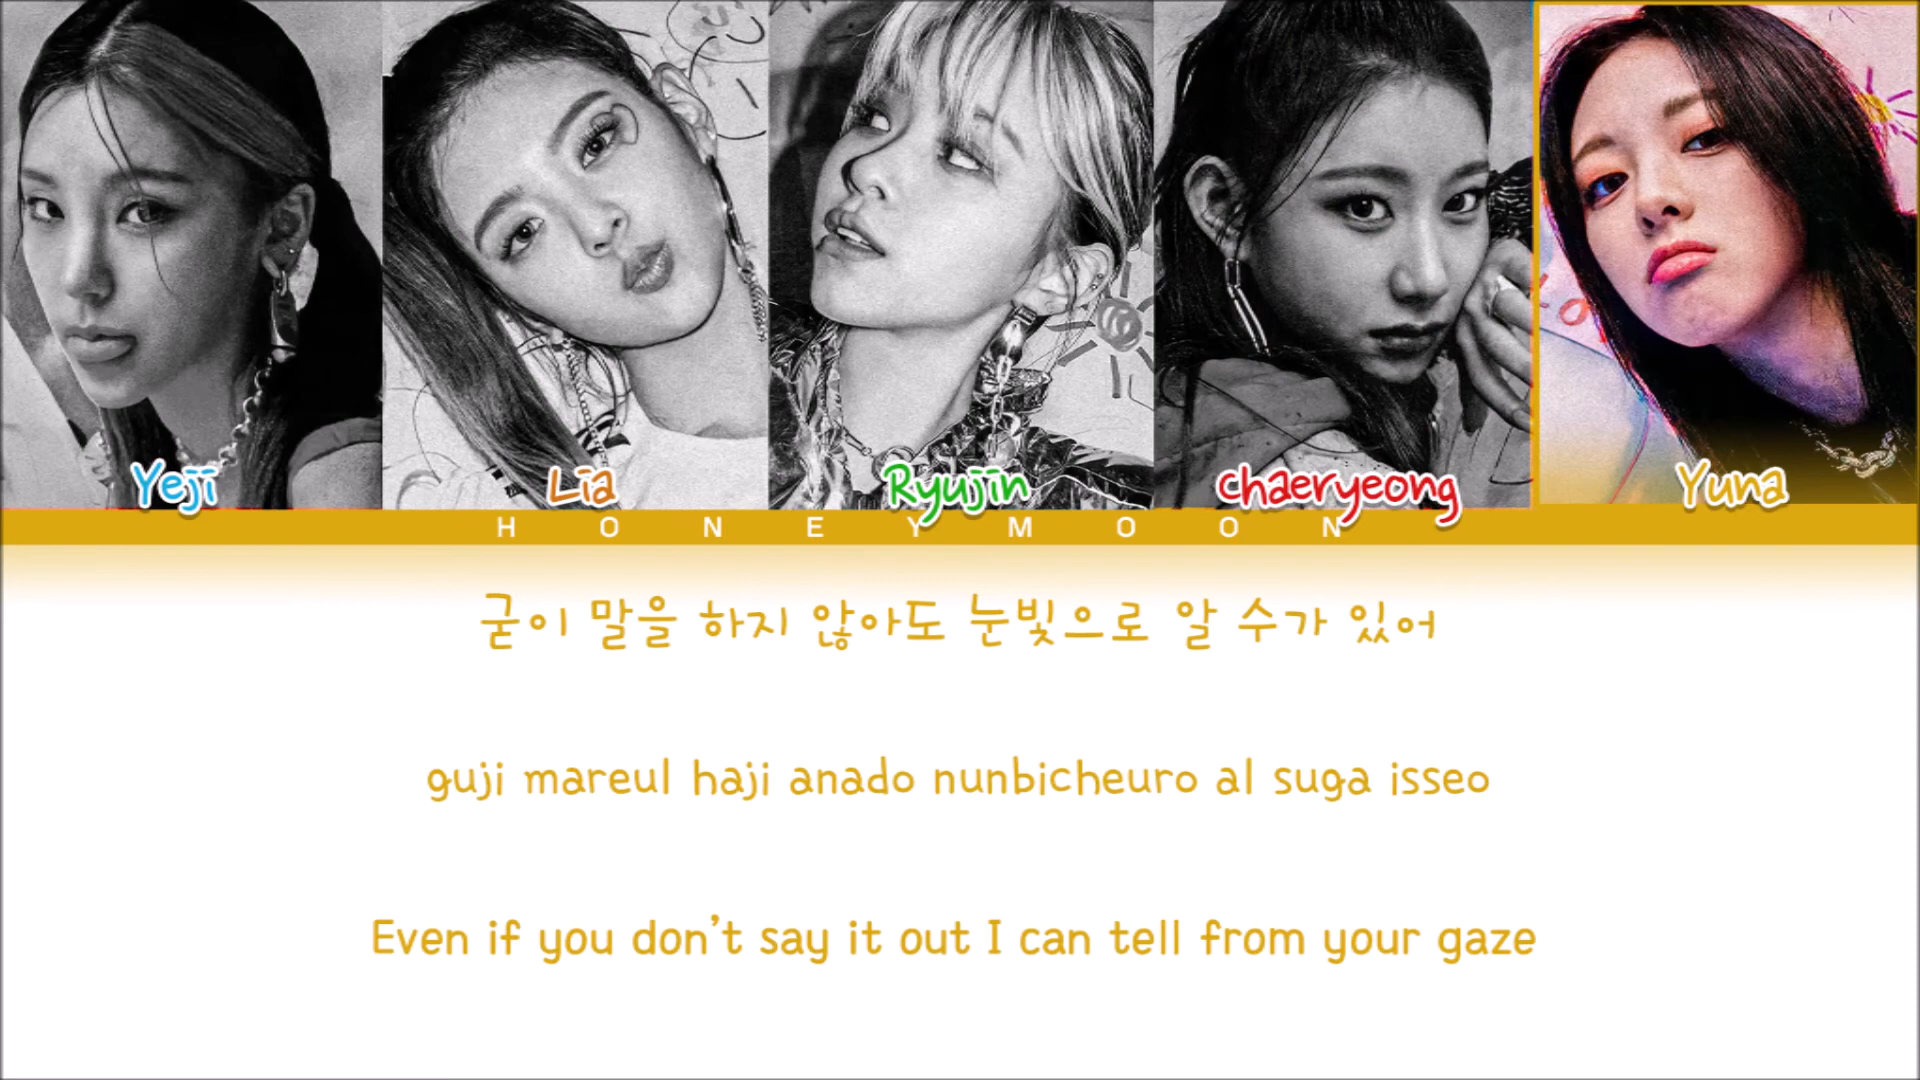 Yeji Lia Ryujin chaeryeong Yuna
HONEYMOON
굳이 말을 하지 않아도 눈빛으로 알 수가 있어
guji mareul haji anado nunbicheuro al suga isseo
Even if you don't say it out I can tell from your gaze